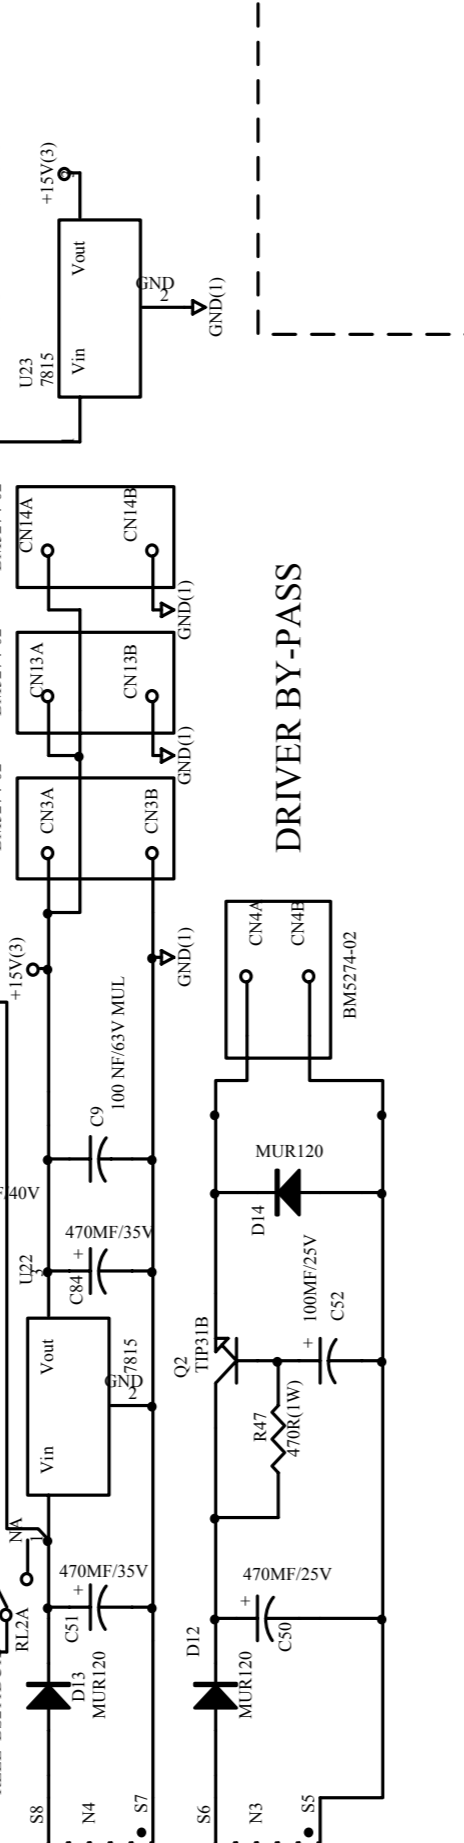 +15V(3)
Vout
GND
2
GND(1)
U23
7815
Vin
CN14A
CN14B
GND(1)
CN13A
CN13B
GND(1)
CN3A
CN3B
GND(1)
+15V(3)
DRIVER BY-PASS
CN4A
CN4B
BM5274-02
C9
100 NF/63V MUL
/40V
MUR120
D14
470MF/35V
+
C84
U22
3
Vout
7815
GND
2
Vin
100MF/25V
+
C52
Q2
TIP31B
R47
470R(1W)
NA
RL2A
470MF/35V
+
C51
470MF/25V
+
C50
D13
MUR120
D12
MUR120
S8
N4
S7
S6
N3
S5